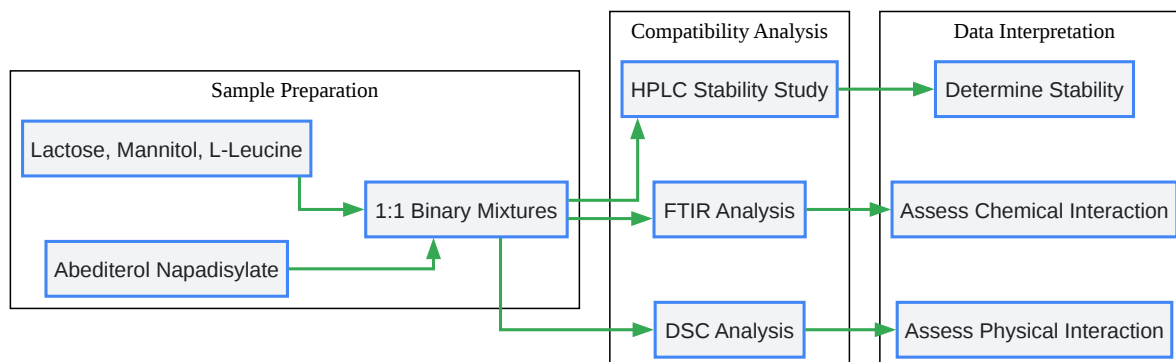 Sample Preparation
Lactose, Mannitol, L-Leucine
Abediterol Napadisylate
1:1 Binary Mixtures
Compatibility Analysis
HPLC Stability Study
FTIR Analysis
DSC Analysis
Data Interpretation
Determine Stability
Assess Chemical Interaction
Assess Physical Interaction